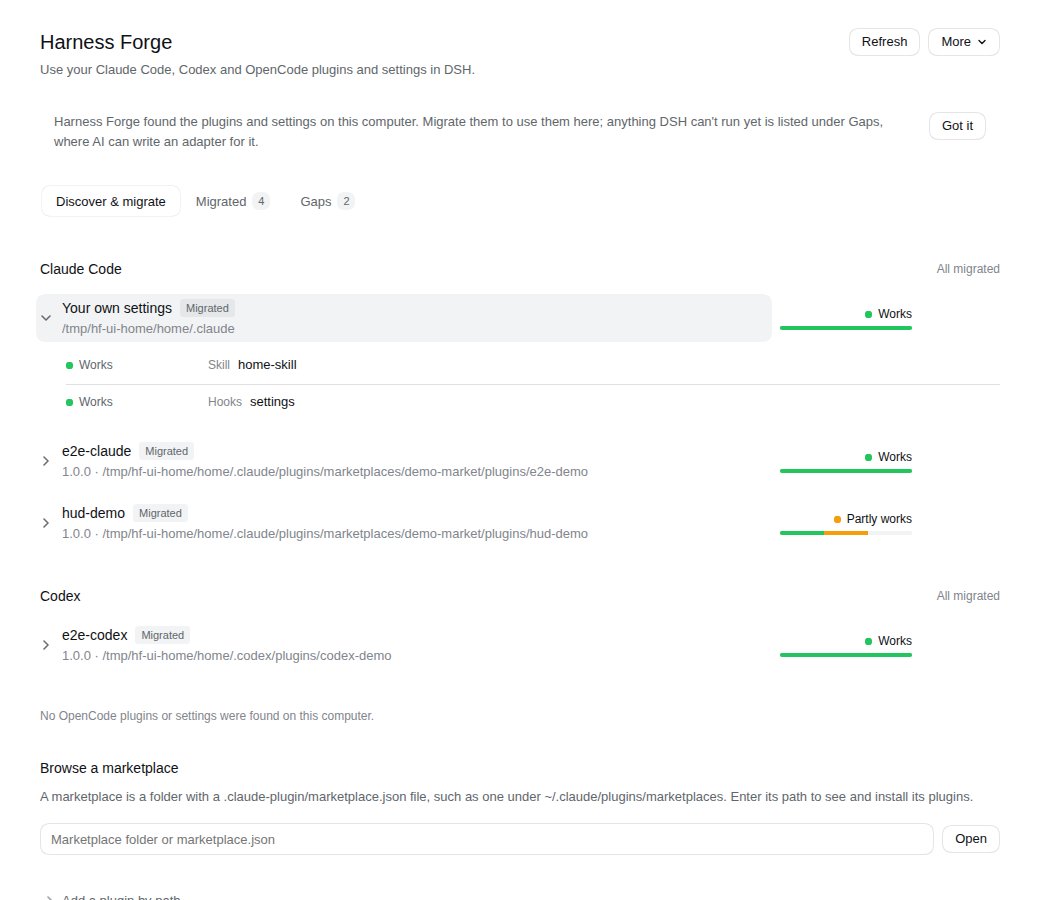 Harness Forge
Refresh
More
Use your Claude Code, Codex and OpenCode plugins and settings in DSH.
Harness Forge found the plugins and settings on this computer. Migrate them to use them here; anything DSH can't run yet is listed under Gaps,
where AI can write an adapter for it.
Got it
Discover & migrate
Migrated 4
Gaps 2
Claude Code
All migrated
Your own settings Migrated
/tmp/hf-ui-home/home/.claude
Works
Works Skill home-skill
Works Hooks settings
e2e-claude Migrated
1.0.0 · /tmp/hf-ui-home/home/.claude/plugins/marketplaces/demo-market/plugins/e2e-demo
Works
hud-demo Migrated
1.0.0 · /tmp/hf-ui-home/home/.claude/plugins/marketplaces/demo-market/plugins/hud-demo
Partly works
Codex
All migrated
e2e-codex Migrated
1.0.0 · /tmp/hf-ui-home/home/.codex/plugins/codex-demo
Works
No OpenCode plugins or settings were found on this computer.
Browse a marketplace
A marketplace is a folder with a .claude-plugin/marketplace.json file, such as one under ~/.claude/plugins/marketplaces. Enter its path to see and install its plugins.
Marketplace folder or marketplace.json
Open
Add a plugin by path